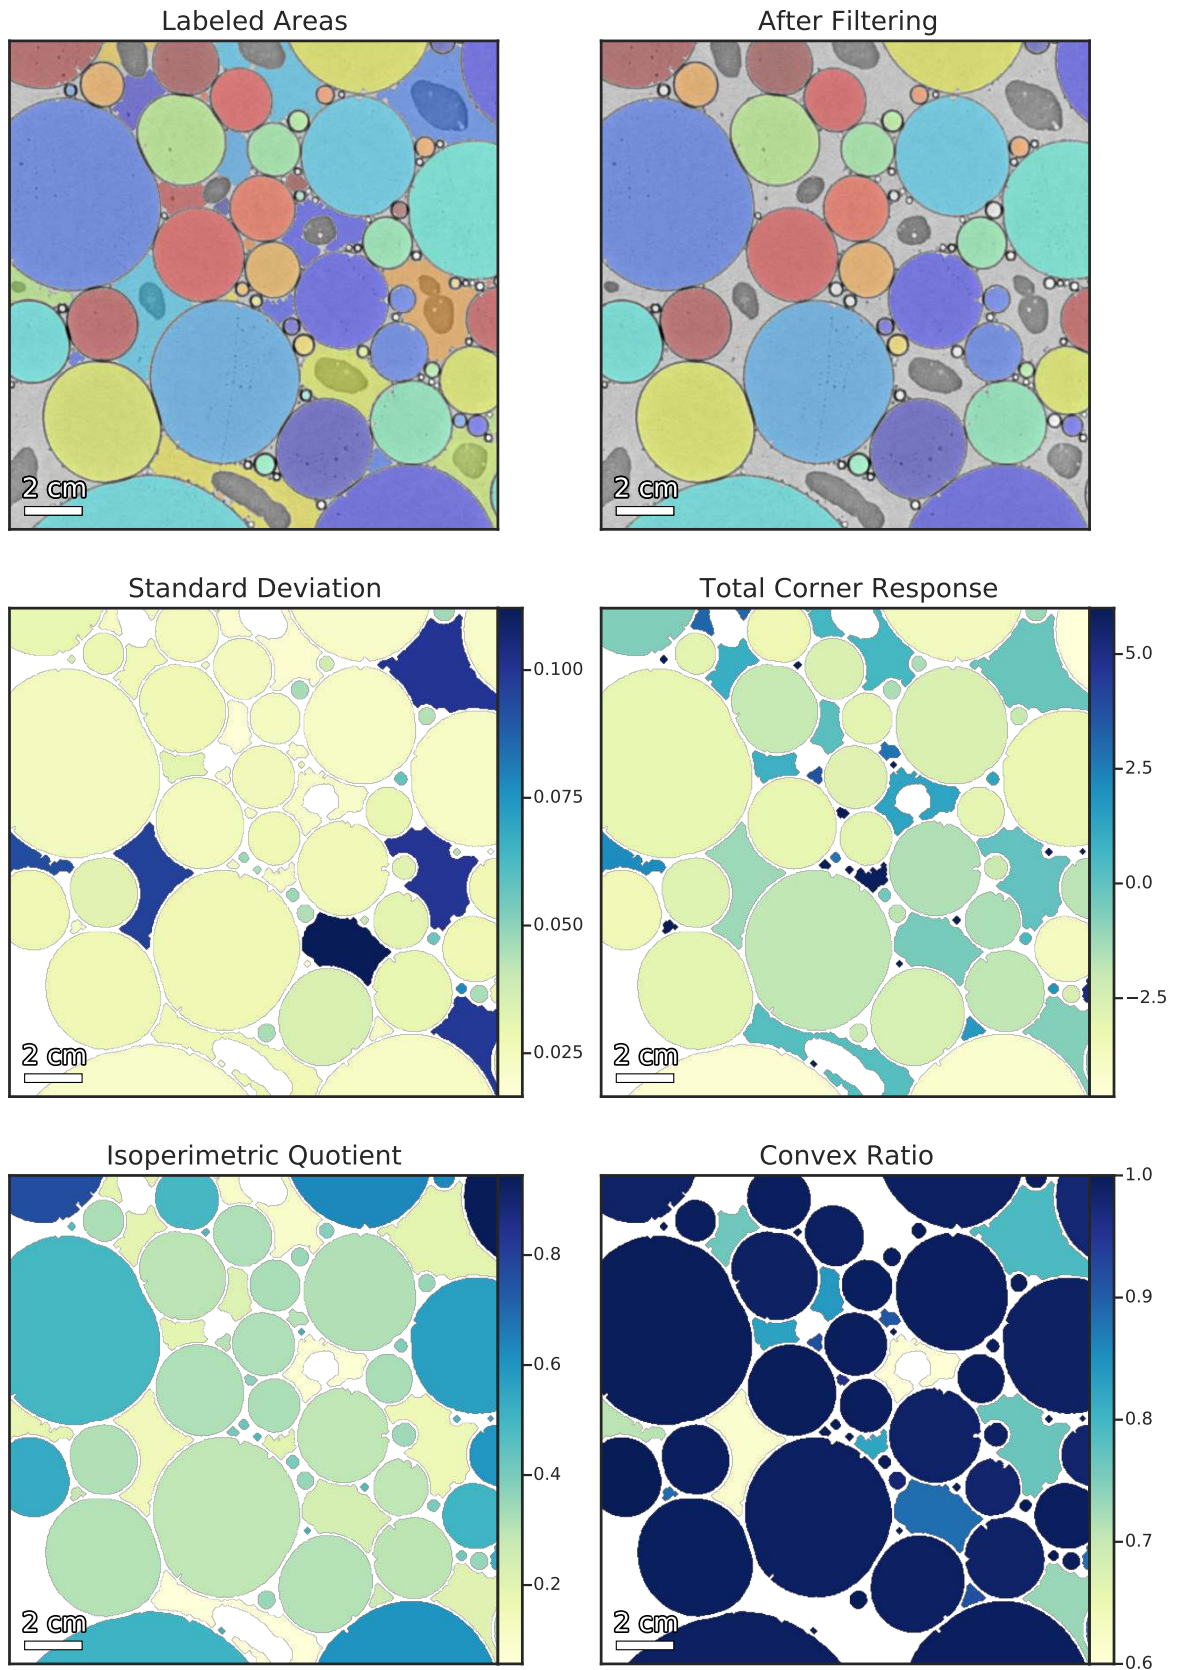 Labeled Areas
After Filtering
2 cm
2 cm
Standard Deviation
Total Corner Response
0.100
0.075
0.050
0.025
5.0
2.5
0.0
−2.5
2 cm
2 cm
Isoperimetric Quotient
Convex Ratio
0.8
0.6
0.4
0.2
1.0
0.9
0.8
0.7
0.6
2 cm
2 cm